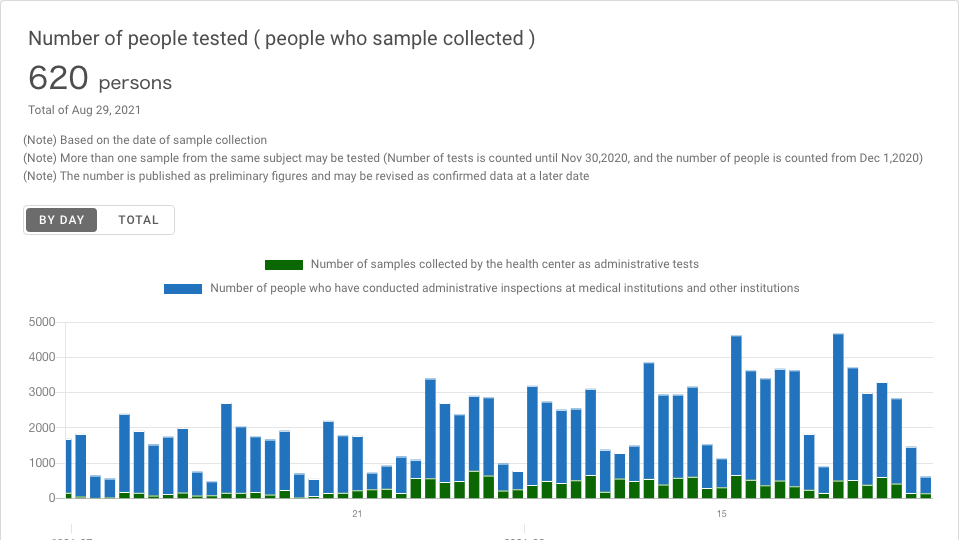 Number of people tested ( people who sample collected )
620 persons
Total of Aug 29, 2021
(Note) Based on the date of sample collection
(Note) More than one sample from the same subject may be tested (Number of tests is counted until Nov 30,2020, and the number of people is counted from Dec 1,2020)
(Note) The number is published as preliminary figures and may be revised as confirmed data at a later date
BY DAY TOTAL
Number of samples collected by the health center as administrative tests
Number of people who have conducted administrative inspections at medical institutions and other institutions
5000
4000
3000
2000
1000
0
21 15